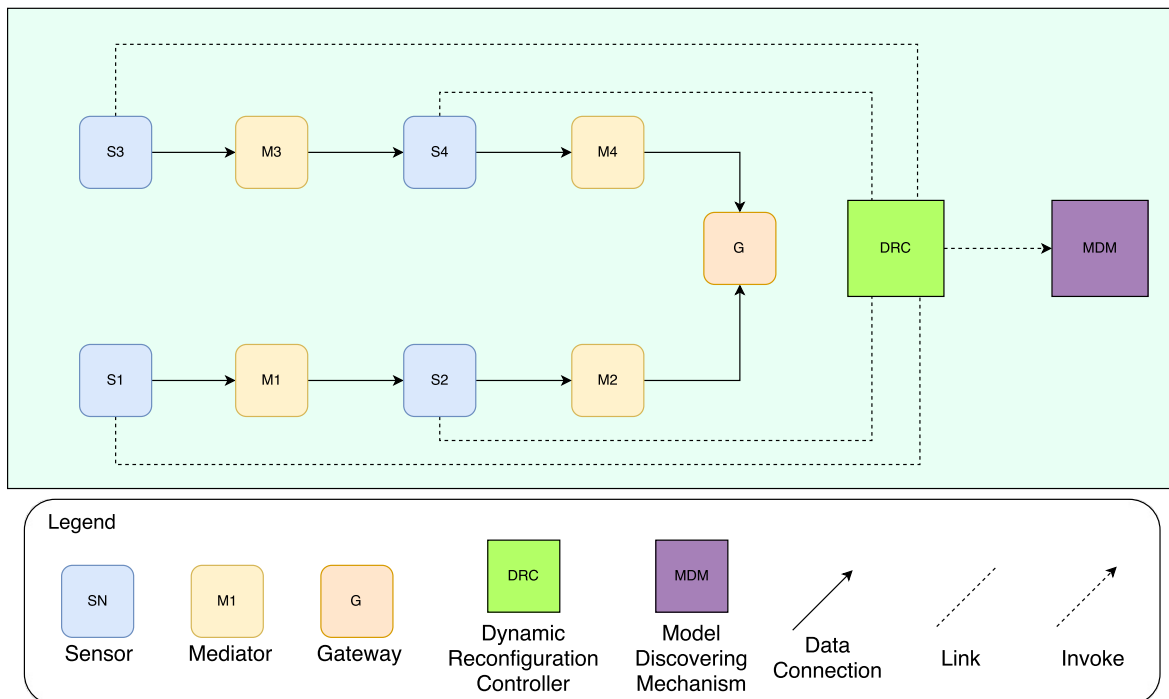 S3
M3
S4
M4
G
DRC
MDM
S1
M1
S2
M2
Legend
SN
M1
G
DRC
MDM
Sensor
Mediator
Gateway
Dynamic
Reconfiguration
Controller
Model
Discovering
Mechanism
Data
Connection
Link
Invoke